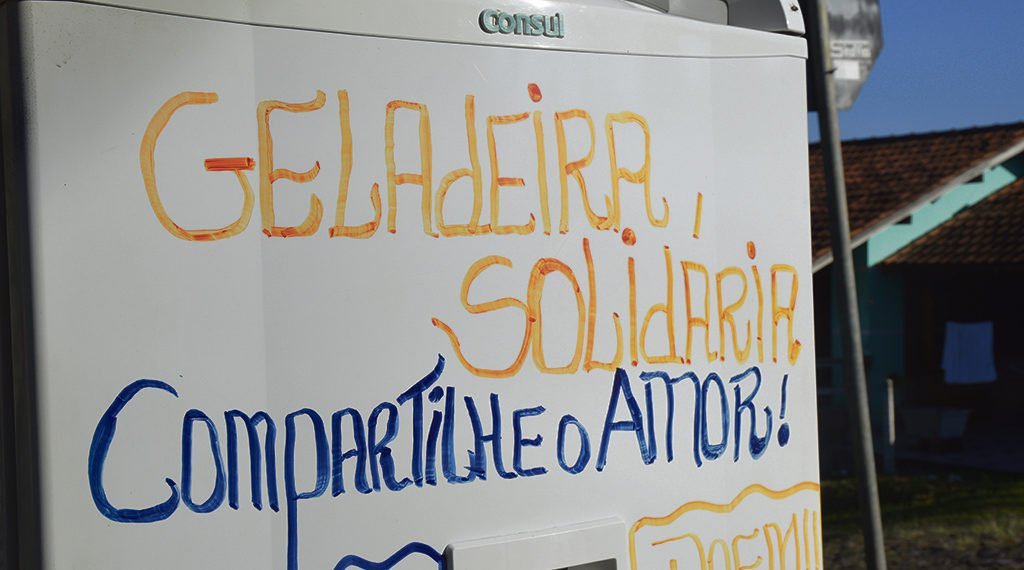 Consul
GELAdEiRA,
SOLidARiA
COMPARTiLHE O AMOR!